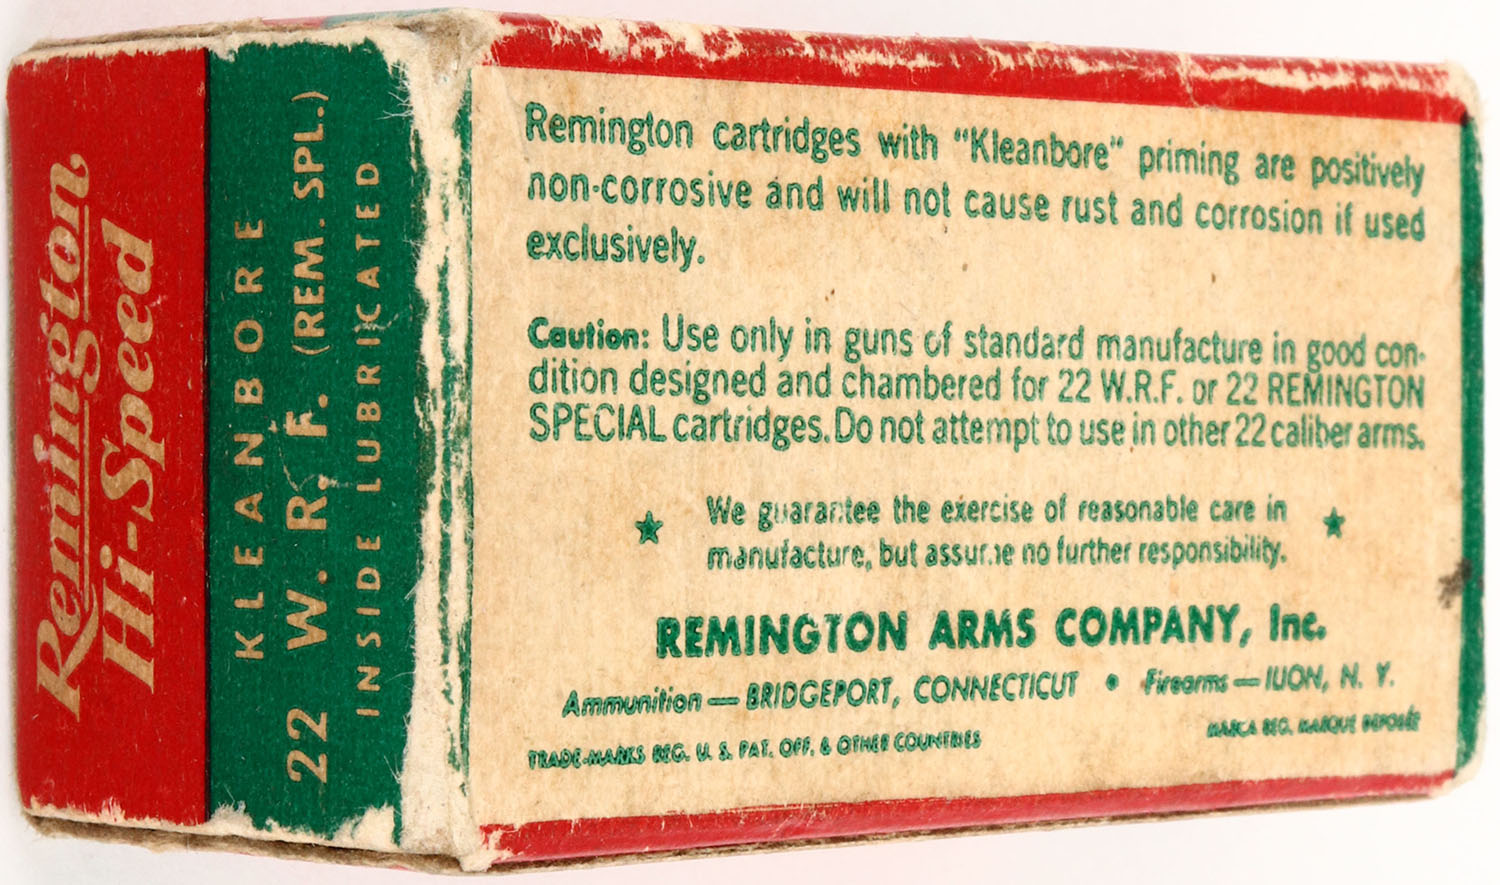 Remington
Hi-Speed
KLEANBORE
22 W. R. F. (REM. SPL.)
INSIDE LUBRICATED
Remington cartridges with "Kleanbore" priming are positively
non-corrosive and will not cause rust and corrosion if used
exclusively.
Caution: Use only in guns of standard manufacture in good con-
dition designed and chambered for 22 W.R.F. or 22 REMINGTON
SPECIAL cartridges. Do not attempt to use in other 22 caliber arms.
We guarantee the exercise of reasonable care in
manufacture, but assume no further responsibility.
REMINGTON ARMS COMPANY, Inc.
Ammunition — BRIDGEPORT, CONNECTICUT • Firearms — ILION, N. Y.
TRADE-MARKS REG. U. S. PAT. OFF. & OTHER COUNTRIES
MARCA REG. MARQUE DEPOSÉE